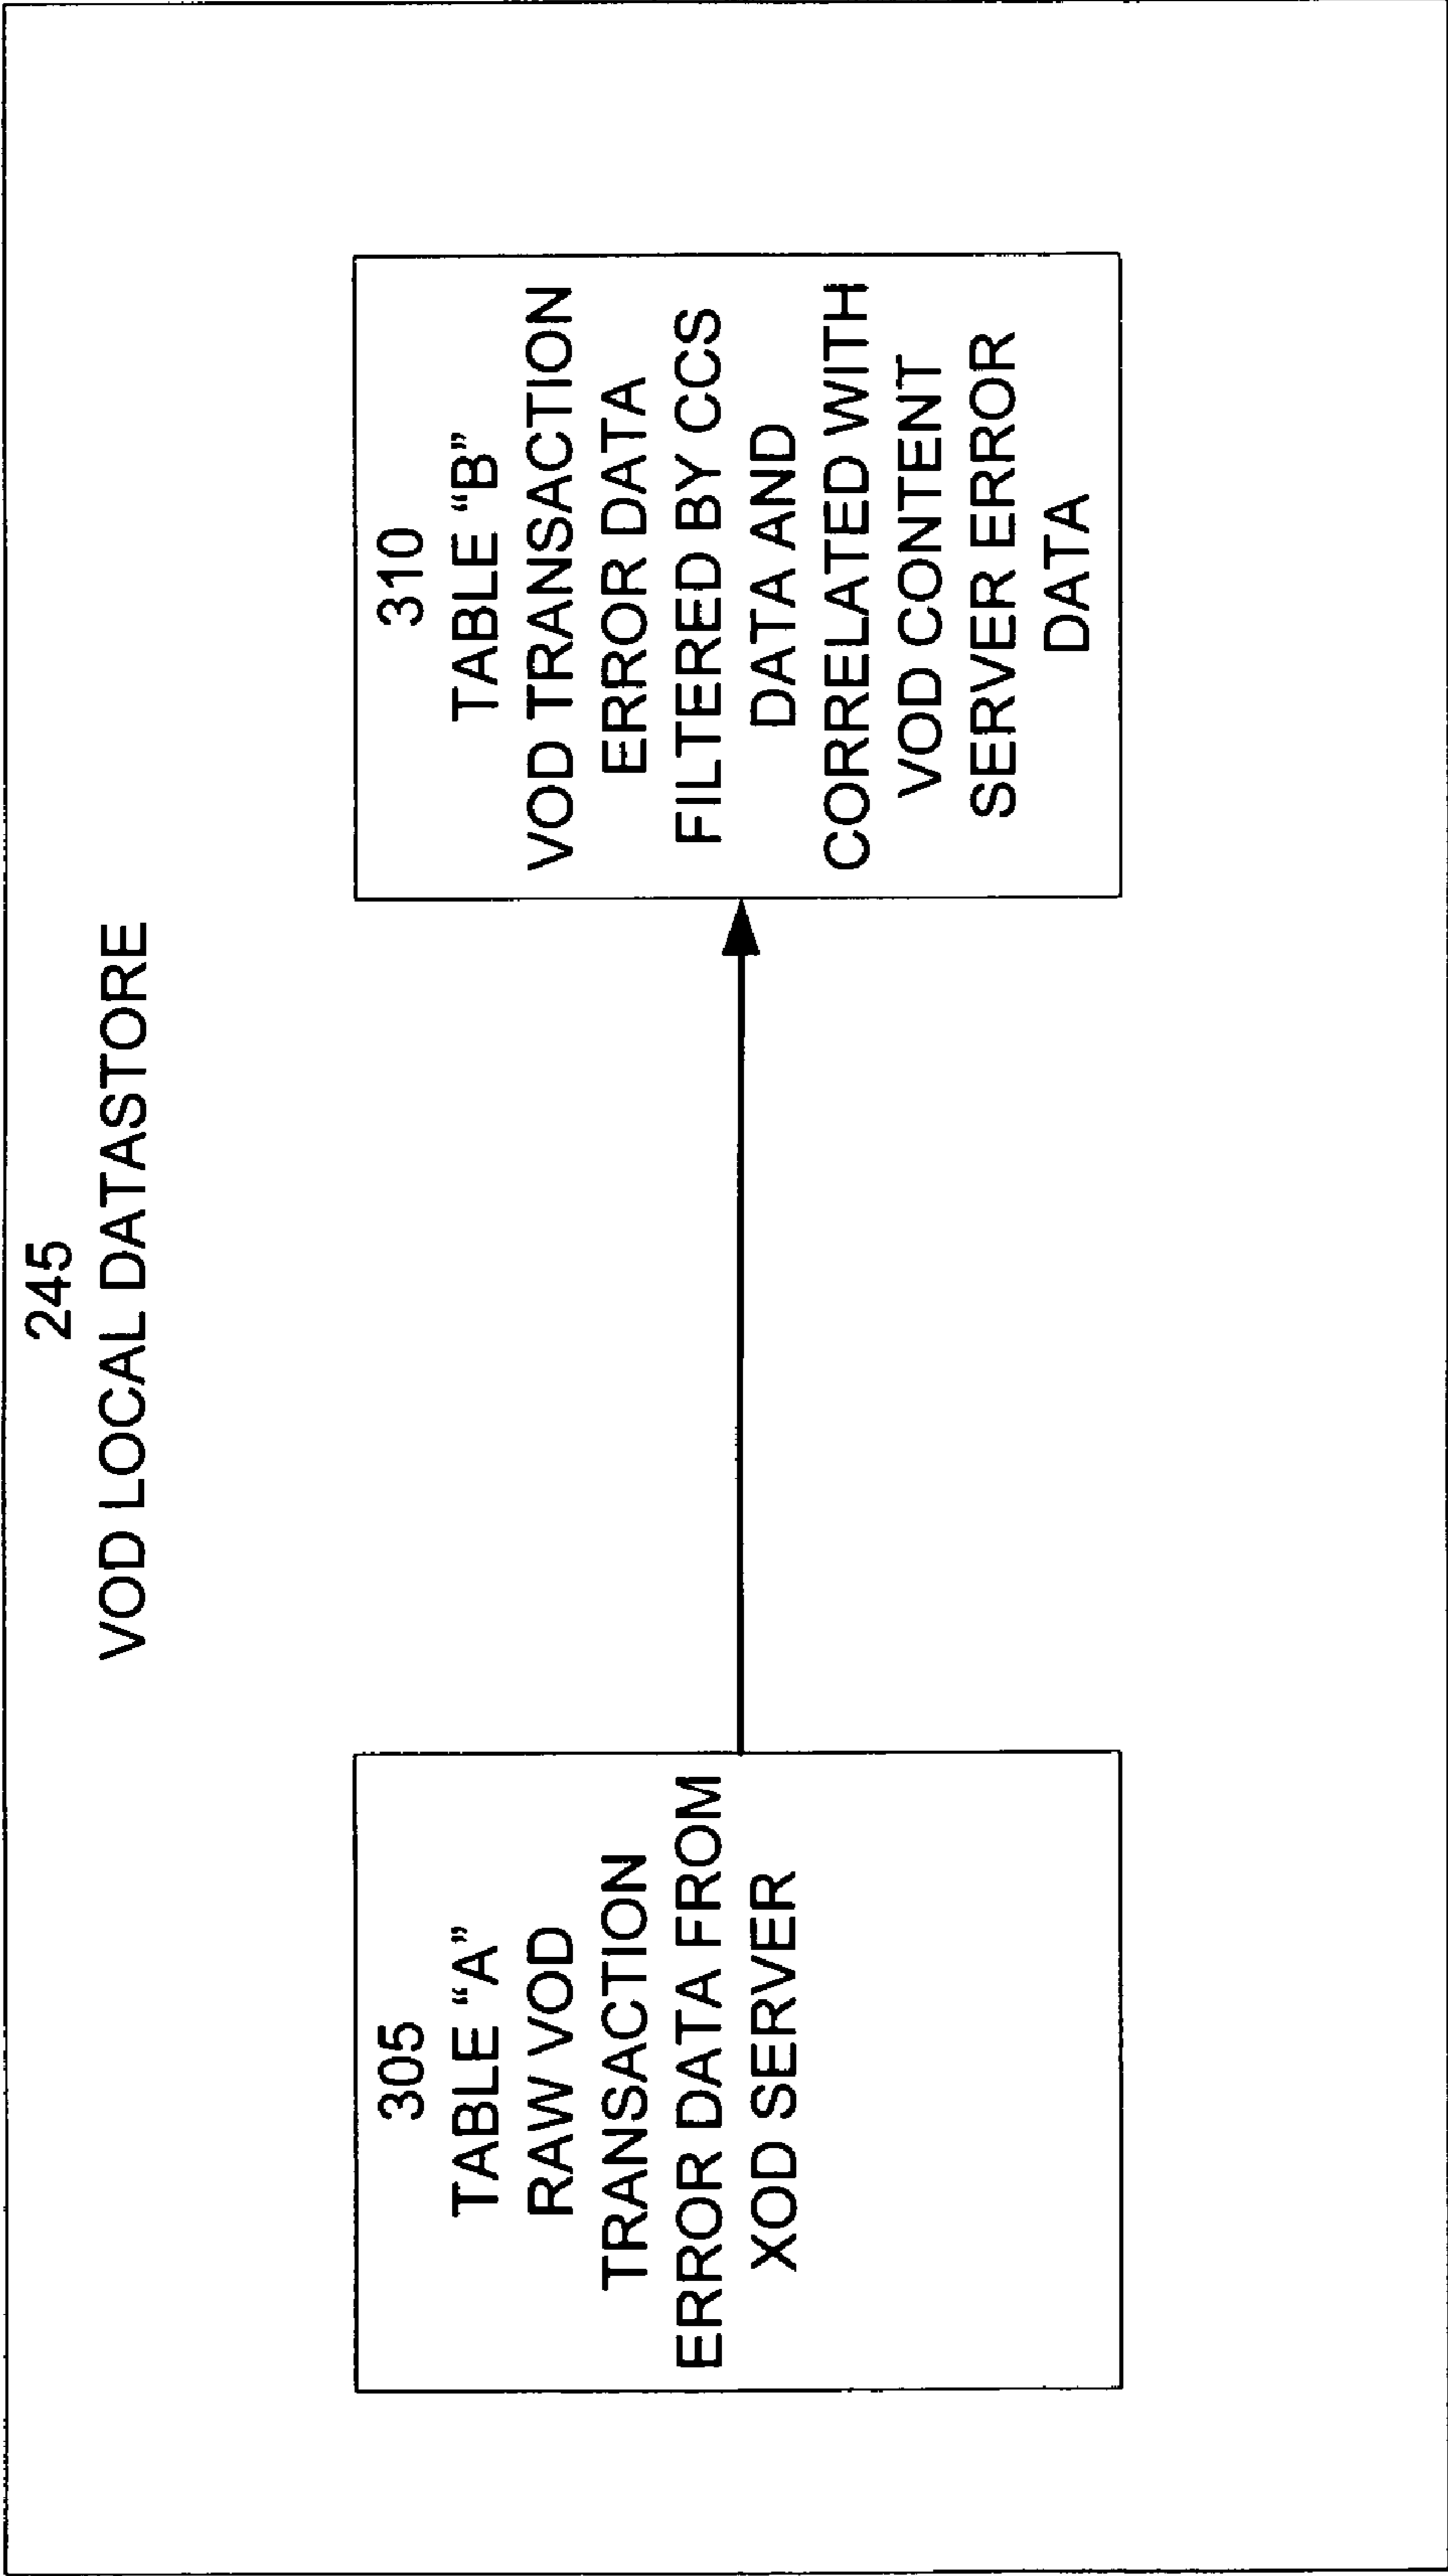 245
VOD LOCAL DATASTORE
305
TABLE “A”
RAW VOD
TRANSACTION
ERROR DATA FROM
XOD SERVER
310
TABLE “B”
VOD TRANSACTION
ERROR DATA
FILTERED BY CCS
DATA AND
CORRELATED WITH
VOD CONTENT
SERVER ERROR
DATA